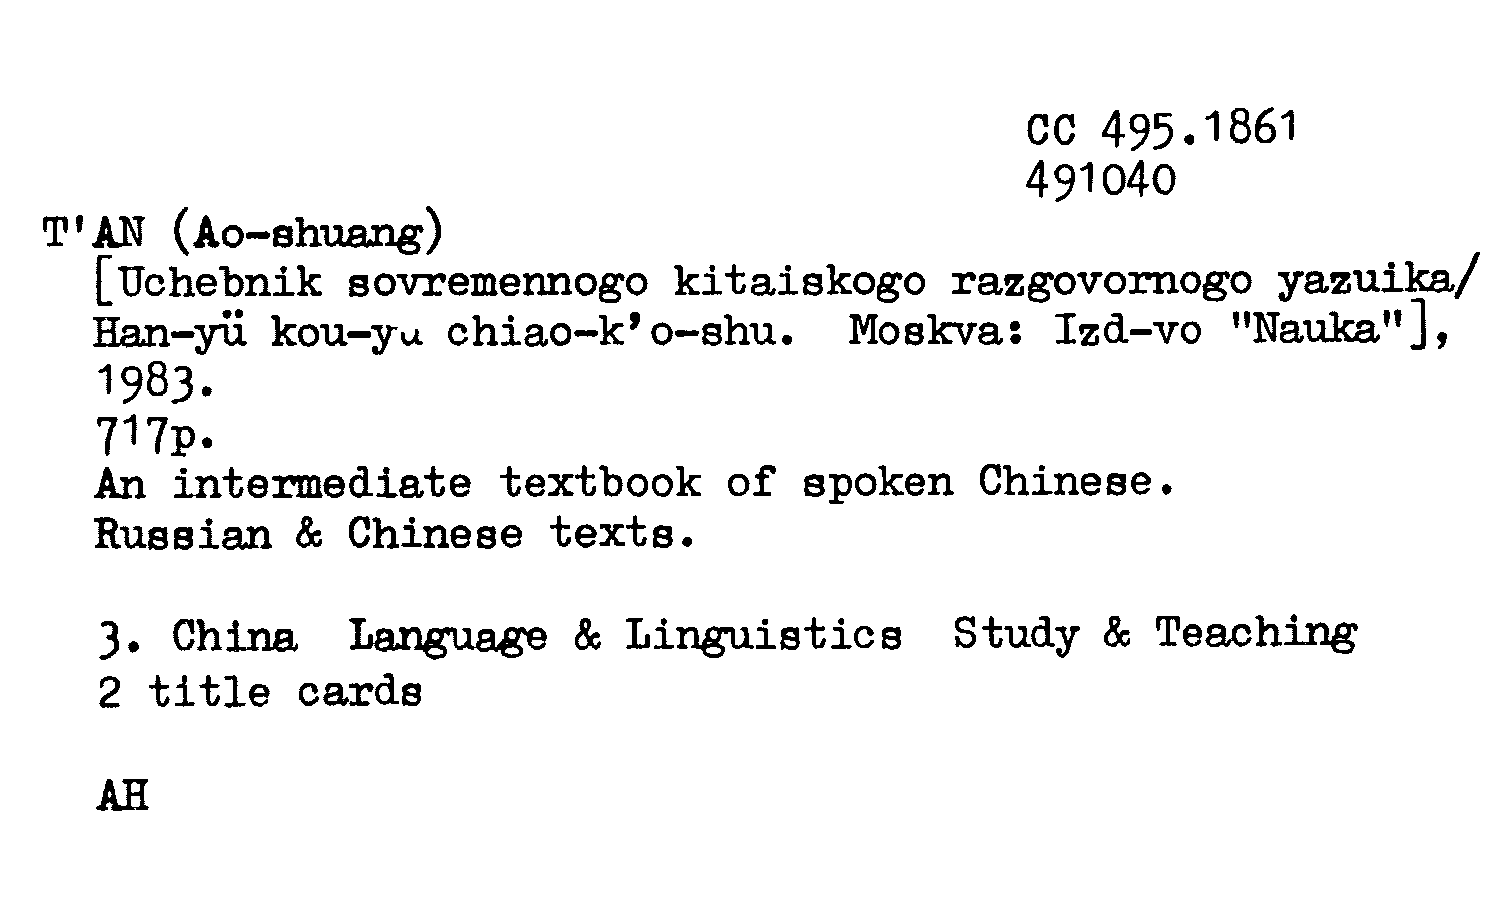 CC 495.1861
491040
T'AN (Ao-shuang)
[Uchebnik sovremennogo kitaiskogo razgovornogo yazuika/
Han-yü kou-yu chiao-k'o-shu. Moskva: Izd-vo "Nauka"],
1983.
717p.
An intermediate textbook of spoken Chinese.
Russian & Chinese texts.
3. China Language & Linguistics Study & Teaching
2 title cards
AH